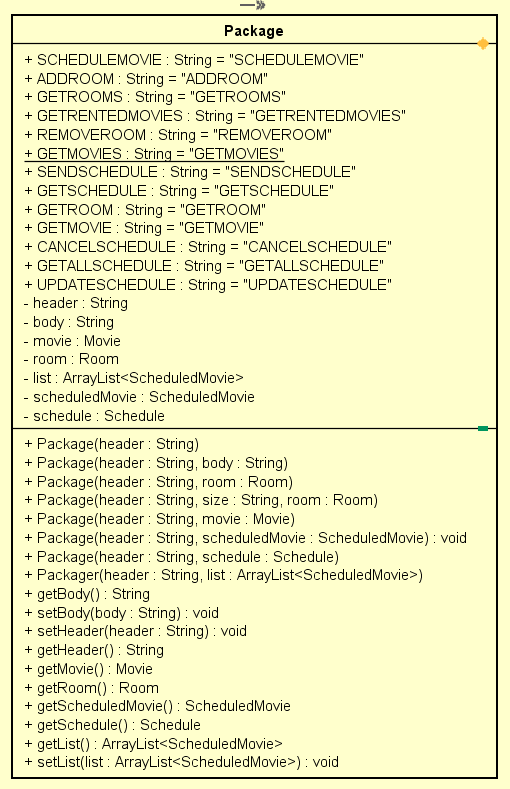 Package
+ SCHEDULEMOVIE : String = "SCHEDULEMOVIE"
+ ADDROOM : String = "ADDROOM"
+ GETROOMS : String = "GETROOMS"
+ GETRENTEDMOVIES : String = "GETRENTEDMOVIES"
+ REMOVEROOM : String = "REMOVEROOM"
+ GETMOVIES : String = "GETMOVIES"
+ SENDSCHEDULE : String = "SENDSCHEDULE"
+ GETSCHEDULE : String = "GETSCHEDULE"
+ GETROOM : String = "GETROOM"
+ GETMOVIE : String = "GETMOVIE"
+ CANCELSCHEDULE : String = "CANCELSCHEDULE"
+ GETALLSCHEDULE : String = "GETALLSCHEDULE"
+ UPDATESCHEDULE : String = "UPDATESCHEDULE"
- header : String
- body : String
- movie : Movie
- room : Room
- list : ArrayList<ScheduledMovie>
- scheduledMovie : ScheduledMovie
- schedule : Schedule
+ Package(header : String)
+ Package(header : String, body : String)
+ Package(header : String, room : Room)
+ Package(header : String, size : String, room : Room)
+ Package(header : String, movie : Movie)
+ Package(header : String, scheduledMovie : ScheduledMovie) : void
+ Package(header : String, schedule : Schedule)
+ Packager(header : String, list : ArrayList<ScheduledMovie>)
+ getBody() : String
+ setBody(body : String) : void
+ setHeader(header : String) : void
+ getHeader() : String
+ getMovie() : Movie
+ getRoom() : Room
+ getScheduledMovie() : ScheduledMovie
+ getSchedule() : Schedule
+ getList() : ArrayList<ScheduledMovie>
+ setList(list : ArrayList<ScheduledMovie>) : void